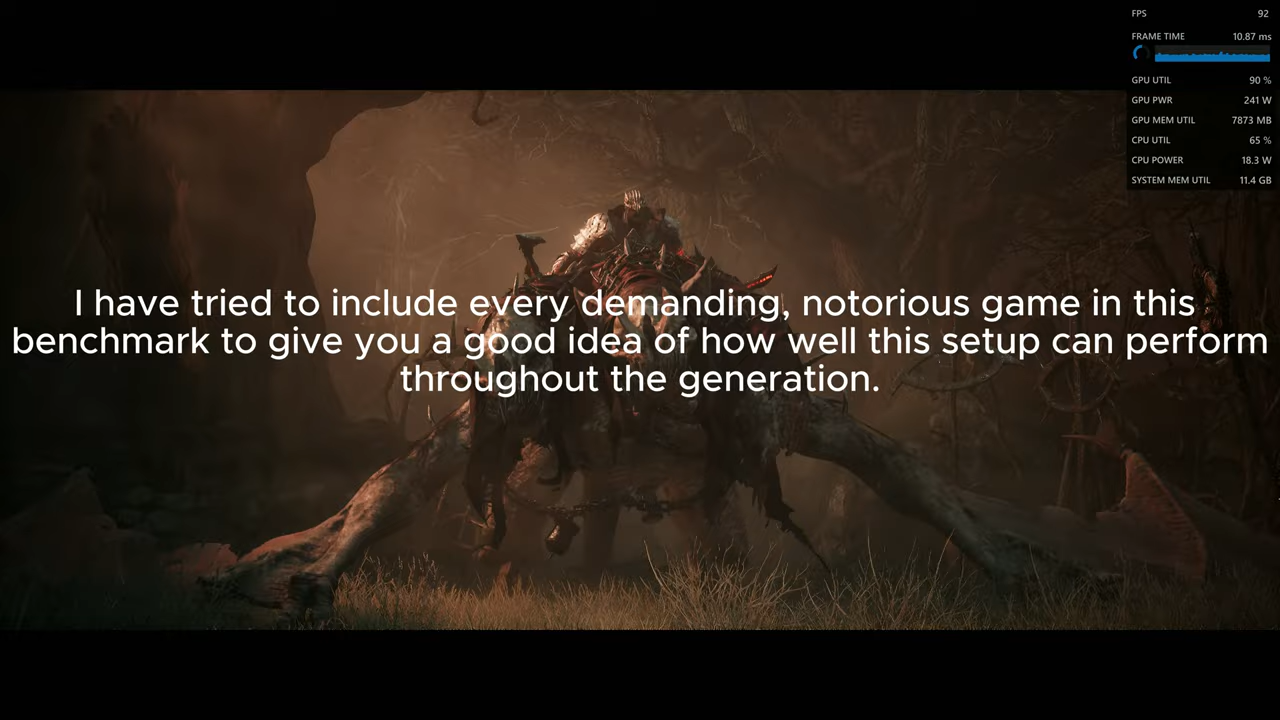 FPS 92
FRAME TIME 10.87 ms
GPU UTIL 90 %
GPU PWR 241 W
GPU MEM UTIL 7873 MB
CPU UTIL 65 %
CPU POWER 18.3 W
SYSTEM MEM UTIL 11.4 GB
I have tried to include every demanding, notorious game in this
benchmark to give you a good idea of how well this setup can perform
throughout the generation.